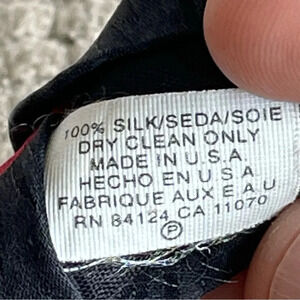 100% SILK/SEDA/SOIE
DRY CLEAN ONLY
MADE IN U.S.A
HECHO EN U.S.A
FABRIQUE AUX E A U
RN 84124 CA 11070
P